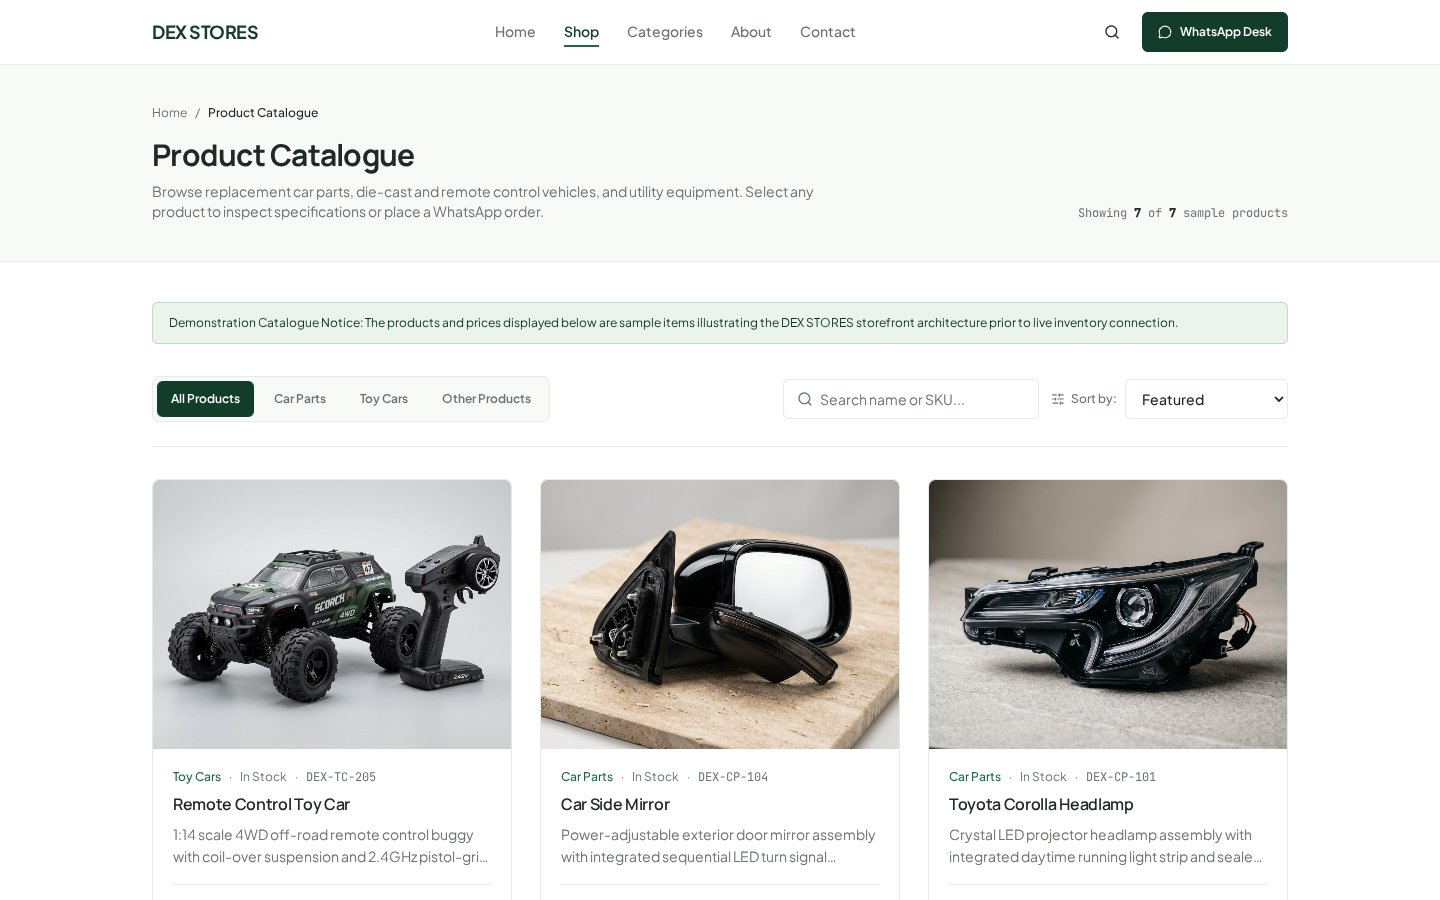 DEX STORES
Home
Shop
Categories
About
Contact
WhatsApp Desk
Home / Product Catalogue
Product Catalogue
Browse replacement car parts, die-cast and remote control vehicles, and utility equipment. Select any
product to inspect specifications or place a WhatsApp order.
Showing 7 of 7 sample products
Demonstration Catalogue Notice: The products and prices displayed below are sample items illustrating the DEX STORES storefront architecture prior to live inventory connection.
All Products
Car Parts
Toy Cars
Other Products
Search name or SKU...
Sort by:
Featured
SCORCH
4WD
Toy Cars · In Stock · DEX-TC-205
Remote Control Toy Car
1:14 scale 4WD off-road remote control buggy
with coil-over suspension and 2.4GHz pistol-gri...
Car Parts · In Stock · DEX-CP-104
Car Side Mirror
Power-adjustable exterior door mirror assembly
with integrated sequential LED turn signal...
Car Parts · In Stock · DEX-CP-101
Toyota Corolla Headlamp
Crystal LED projector headlamp assembly with
integrated daytime running light strip and seale...